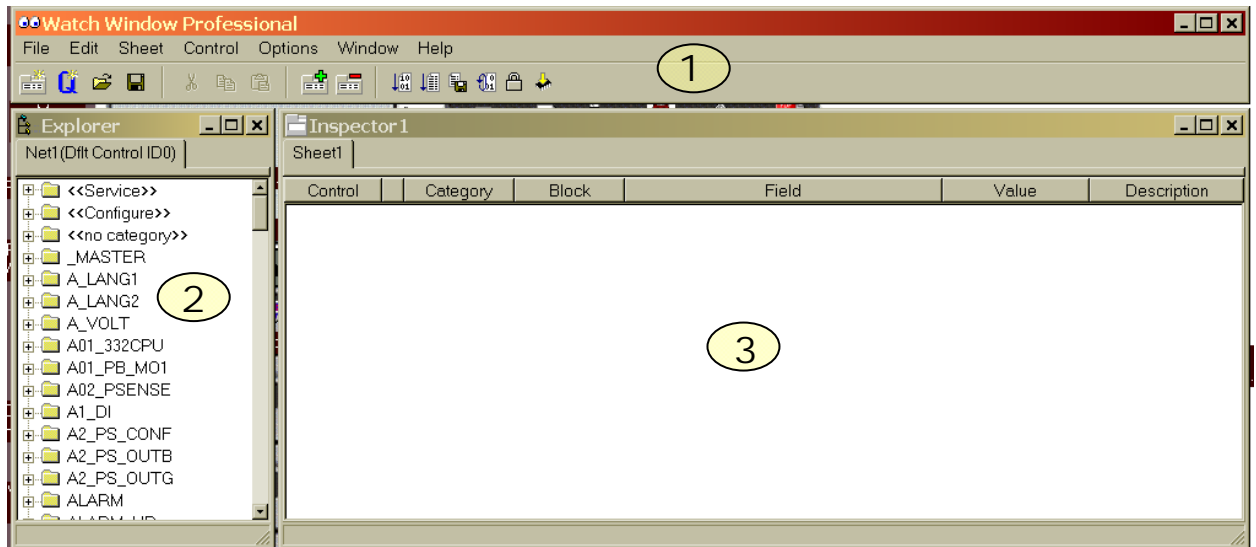 Watch Window Professional
File Edit Sheet Control Options Window Help
1
Explorer
Net1(Dflt Control ID0)
<<Service>>
<<Configure>>
<<no category>>
_MASTER
A_LANG1
A_LANG2
A_VOLT
A01_332CPU
A01_PB_MO1
A02_PSENSE
A1_DI
A2_PS_CONF
A2_PS_OUTB
A2_PS_OUTG
ALARM
2
Inspector1
Sheet1
Control Category Block Field Value Description
3